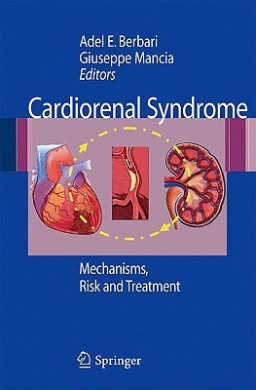 Adel E. Berbari
Giuseppe Mancia
Editors
Cardiorenal Syndrome
Mechanisms,
Risk and Treatment
Springer